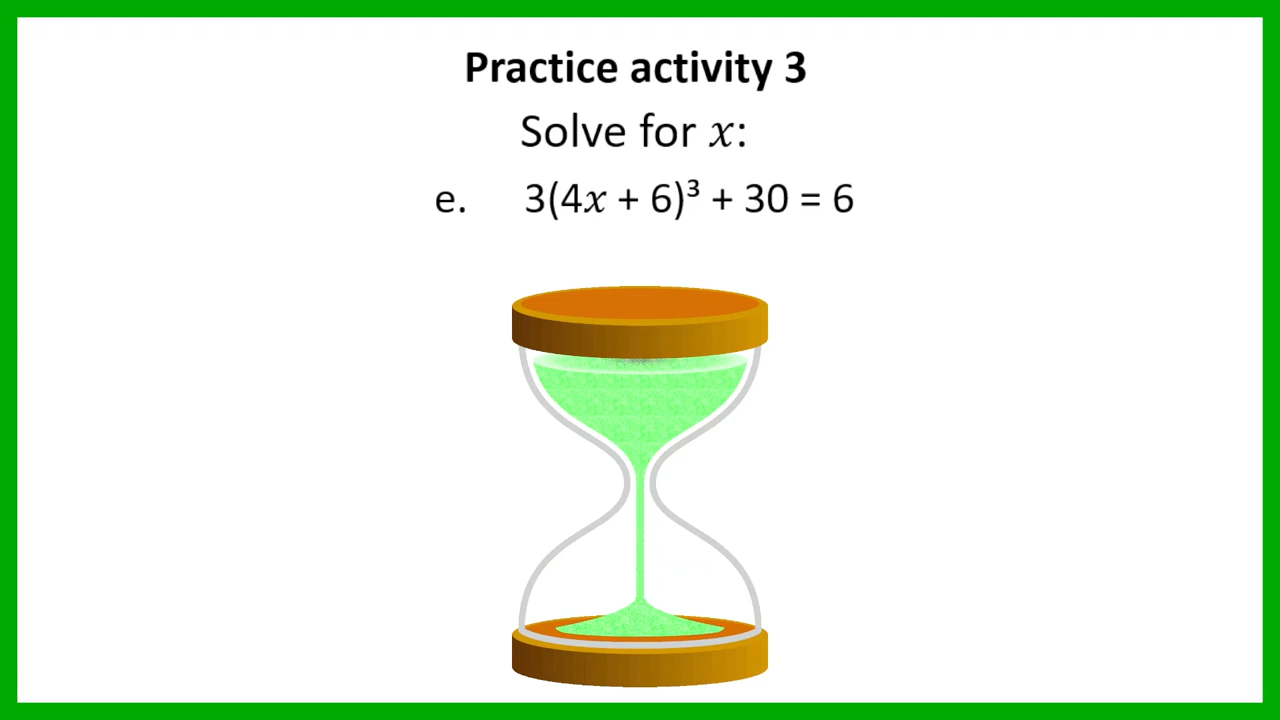 Practice activity 3
Solve for 𝑥:
e. 3(4𝑥 + 6)³ + 30 = 6